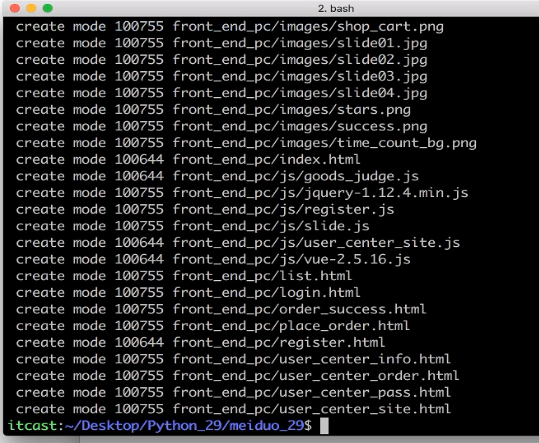 2. bash
create mode 100755 front_end_pc/images/shop_cart.png
create mode 100755 front_end_pc/images/slide01.jpg
create mode 100755 front_end_pc/images/slide02.jpg
create mode 100755 front_end_pc/images/slide03.jpg
create mode 100755 front_end_pc/images/slide04.jpg
create mode 100755 front_end_pc/images/stars.png
create mode 100755 front_end_pc/images/success.png
create mode 100755 front_end_pc/images/time_count_bg.png
create mode 100644 front_end_pc/index.html
create mode 100644 front_end_pc/js/goods_judge.js
create mode 100755 front_end_pc/js/jquery-1.12.4.min.js
create mode 100755 front_end_pc/js/register.js
create mode 100755 front_end_pc/js/slide.js
create mode 100644 front_end_pc/js/user_center_site.js
create mode 100644 front_end_pc/js/vue-2.5.16.js
create mode 100755 front_end_pc/list.html
create mode 100755 front_end_pc/login.html
create mode 100755 front_end_pc/order_success.html
create mode 100755 front_end_pc/place_order.html
create mode 100644 front_end_pc/register.html
create mode 100755 front_end_pc/user_center_info.html
create mode 100755 front_end_pc/user_center_order.html
create mode 100755 front_end_pc/user_center_pass.html
create mode 100755 front_end_pc/user_center_site.html
itcast:~/Desktop/Python_29/meiduo_29$